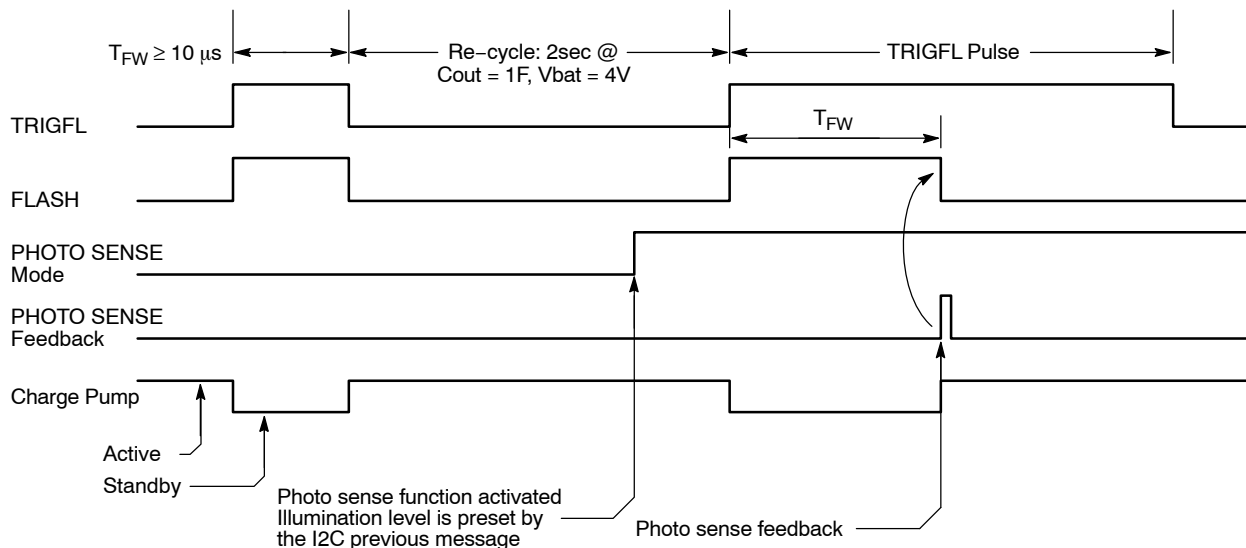 T_FW ≥ 10 μs
Re−cycle: 2sec @
Cout = 1F, Vbat = 4V
TRIGFL Pulse
TRIGFL
T_FW
FLASH
PHOTO SENSE
Mode
PHOTO SENSE
Feedback
Charge Pump
Active
Standby
Photo sense function activated
Illumination level is preset by
the I2C previous message
Photo sense feedback